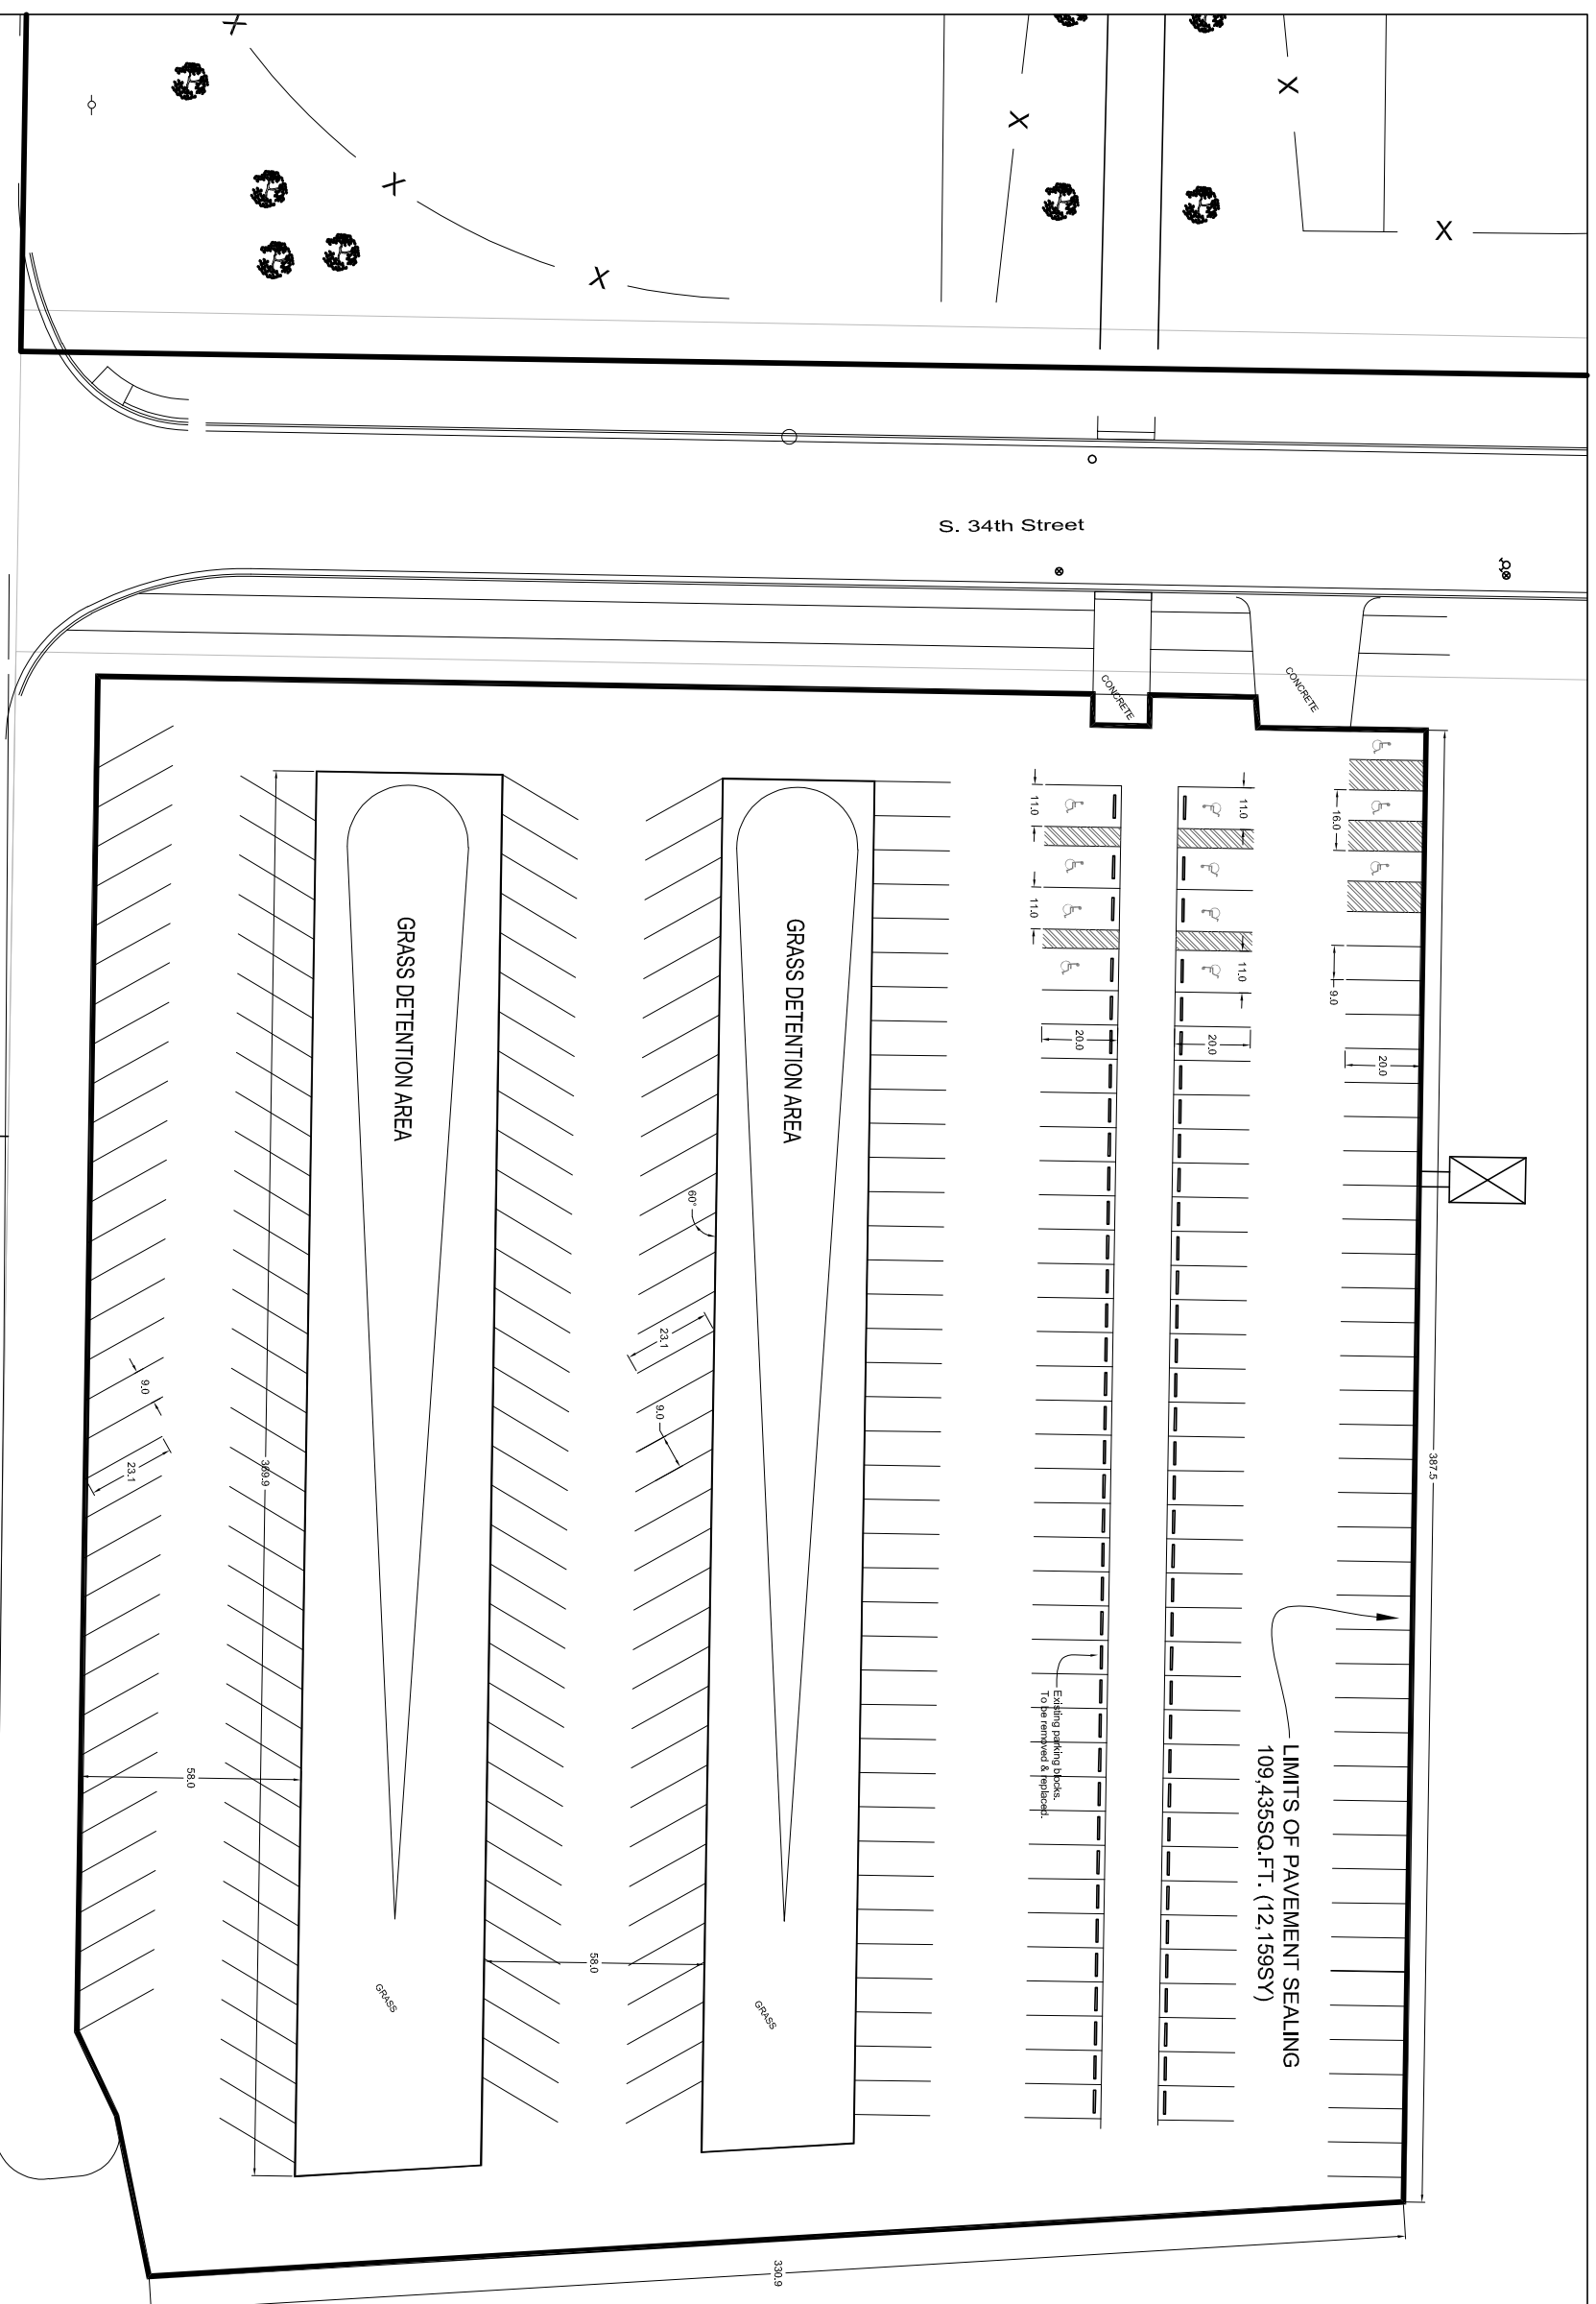 X
X
X
X
X
X
S. 34th Street
CONCRETE
CONCRETE
11.0
11.0
11.0
11.0
16.0
9.0
20.0
20.0
20.0
GRASS DETENTION AREA
GRASS DETENTION AREA
60°
23.1
9.0
9.0
23.1
369.9
387.5
Existing parking blocks.
To be removed & replaced.
LIMITS OF PAVEMENT SEALING
109,435SQ.FT. (12,159SY)
58.0
58.0
GRASS
GRASS
330.9